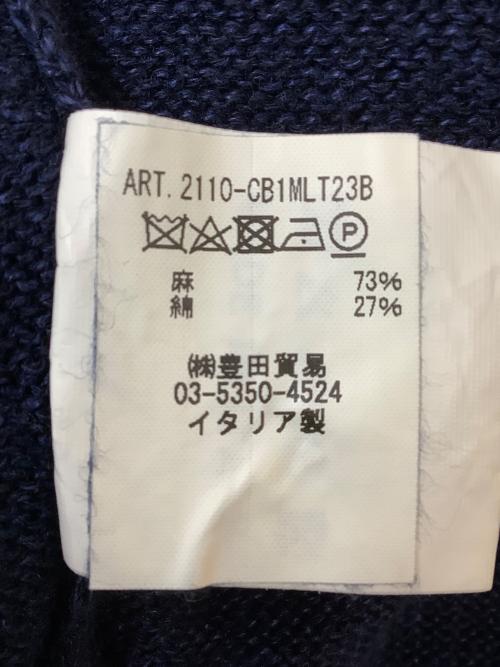 ART. 2110-CB1MLT23B
P
麻 73%
綿 27%
㈱豊田貿易
03-5350-4524
イタリア製